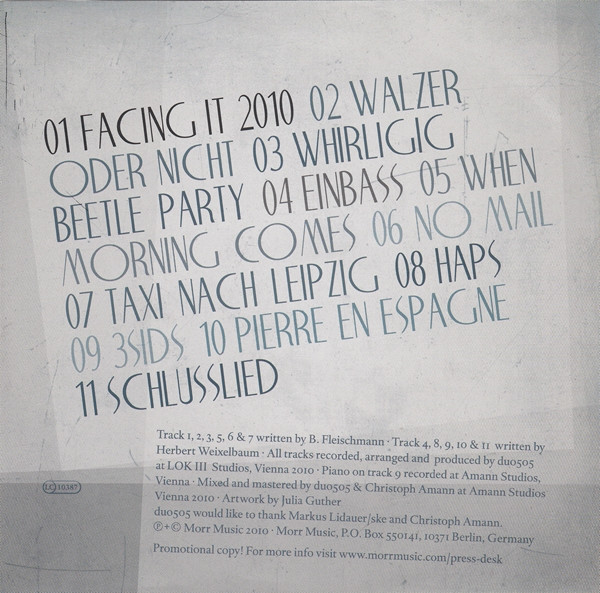 01 FACING IT 2010 02 WALZER
ODER NICHT 03 WHIRLIGIG
BEETLE PARTY 04 EINBASS 05 WHEN
MORNING COMES 06 NO MAIL
07 TAXI NACH LEIPZIG 08 HAPS
09 3SIDS 10 PIERRE EN ESPAGNE
11 SCHLUSSLIED
Track 1, 2, 3, 5, 6 & 7 written by B. Fleischmann · Track 4, 8, 9, 10 & 11 written by
Herbert Weixelbaum · All tracks recorded, arranged and produced by duo505
at LOK III Studios, Vienna 2010 · Piano on track 9 recorded at Amann Studios,
Vienna · Mixed and mastered by duo505 & Christoph Amann at Amann Studios
Vienna 2010 · Artwork by Julia Guther
duo505 would like to thank Markus Lidauer/ske and Christoph Amann.
℗+© Morr Music 2010 · Morr Music, P.O. Box 550141, 10371 Berlin, Germany
Promotional copy! For more info visit www.morrmusic.com/press-desk
LC 10387